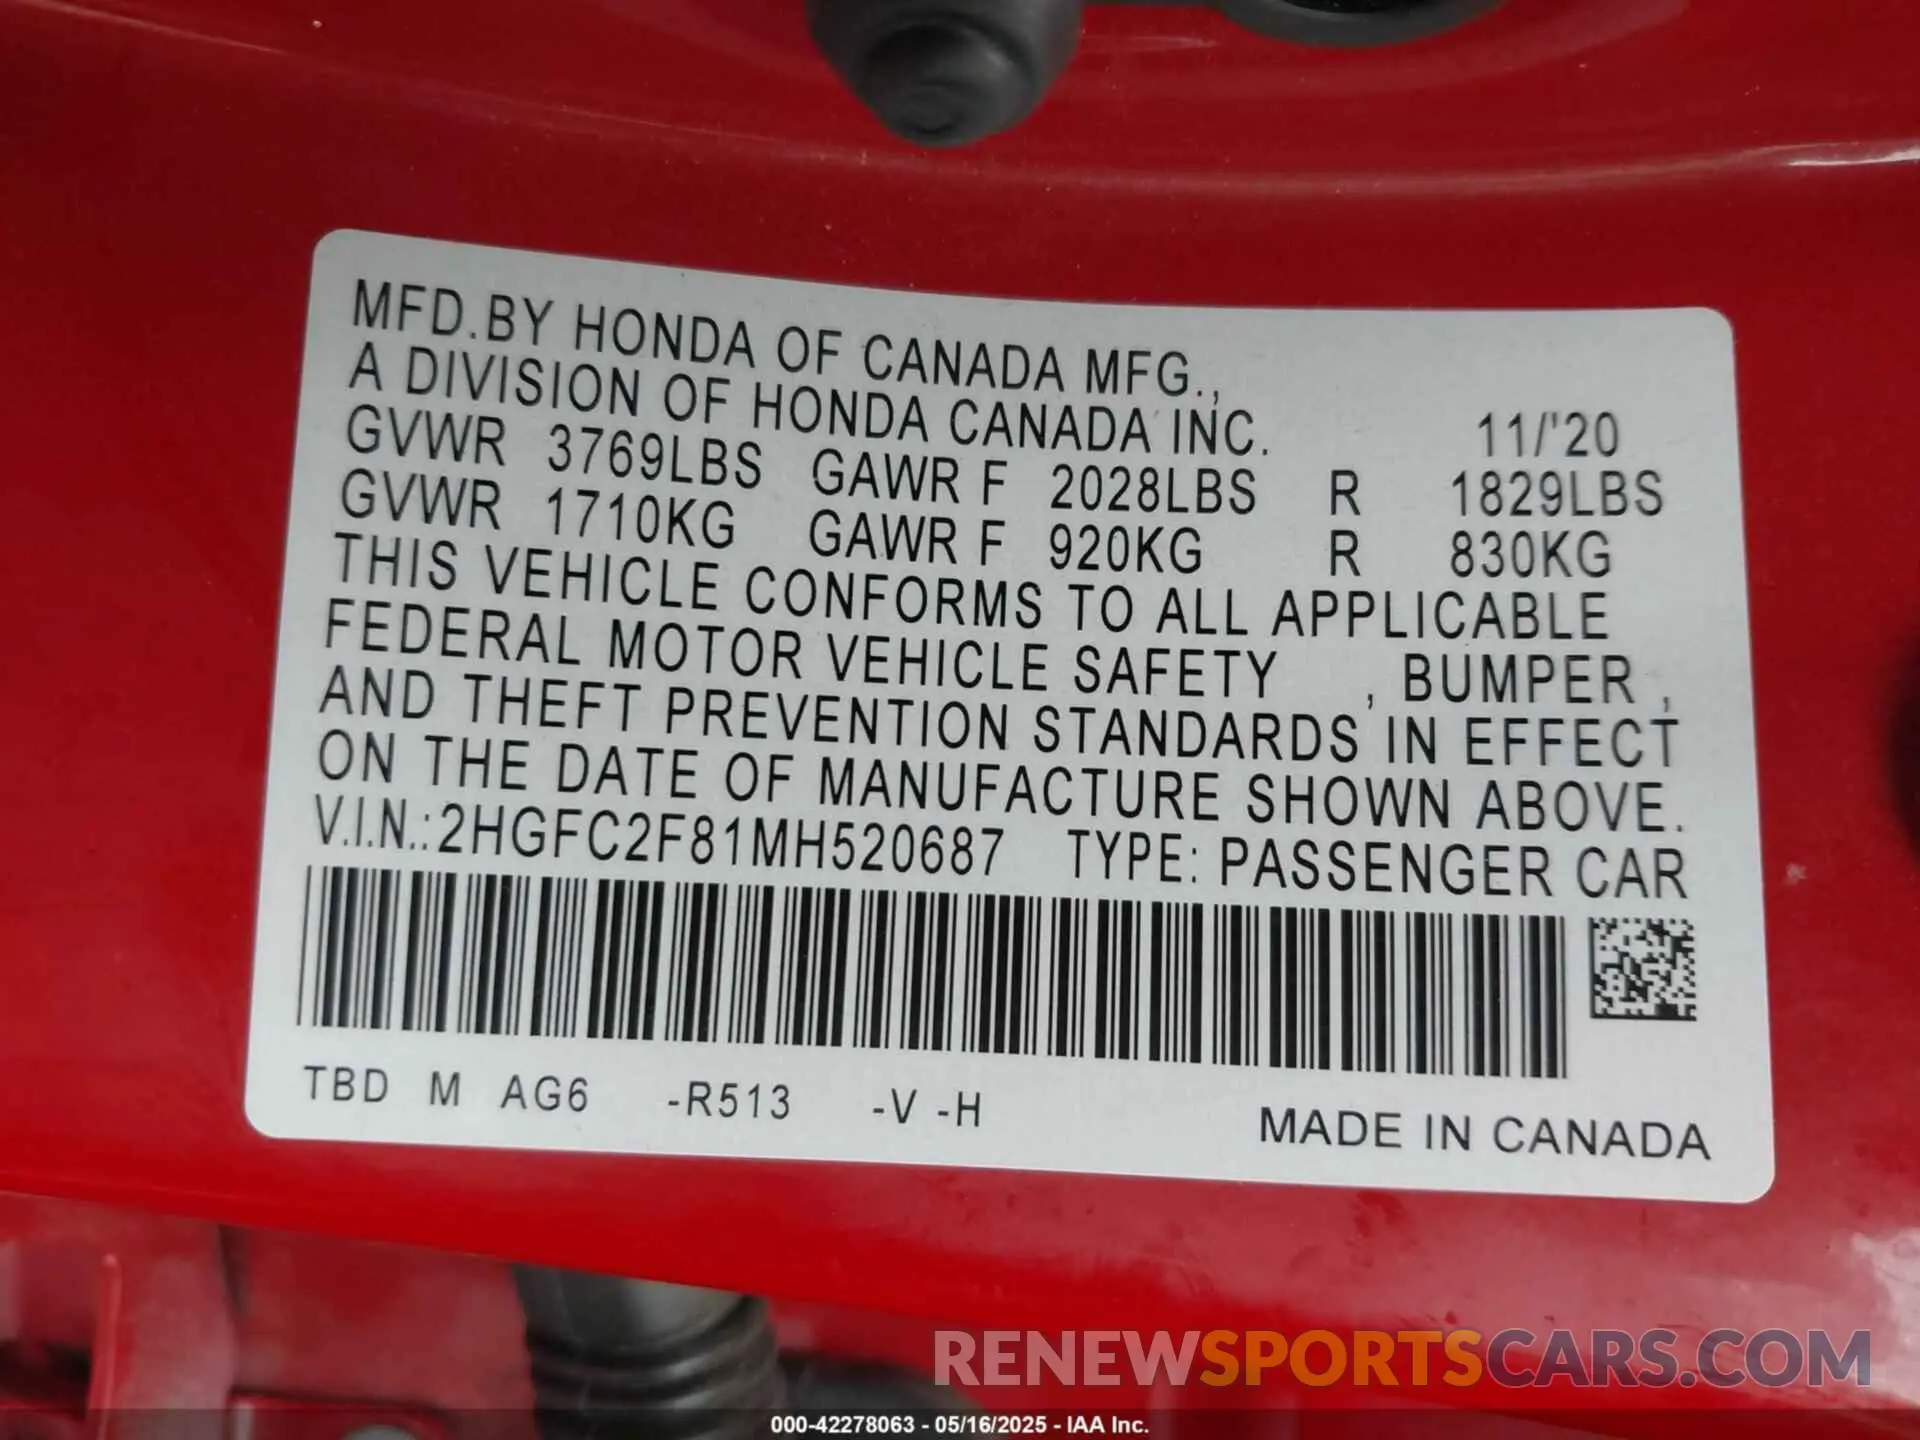 MFD.BY HONDA OF CANADA MFG.,
A DIVISION OF HONDA CANADA INC. 11/'20
GVWR 3769LBS GAWR F 2028LBS R 1829LBS
GVWR 1710KG GAWR F 920KG R 830KG
THIS VEHICLE CONFORMS TO ALL APPLICABLE
FEDERAL MOTOR VEHICLE SAFETY , BUMPER ,
AND THEFT PREVENTION STANDARDS IN EFFECT
ON THE DATE OF MANUFACTURE SHOWN ABOVE.
V.I.N.:2HGFC2F81MH520687 TYPE: PASSENGER CAR
TBD M AG6 -R513 -V -H
MADE IN CANADA
RENEWSPORTSCARS.COM
000-42278063 - 05/16/2025 - IAA Inc.